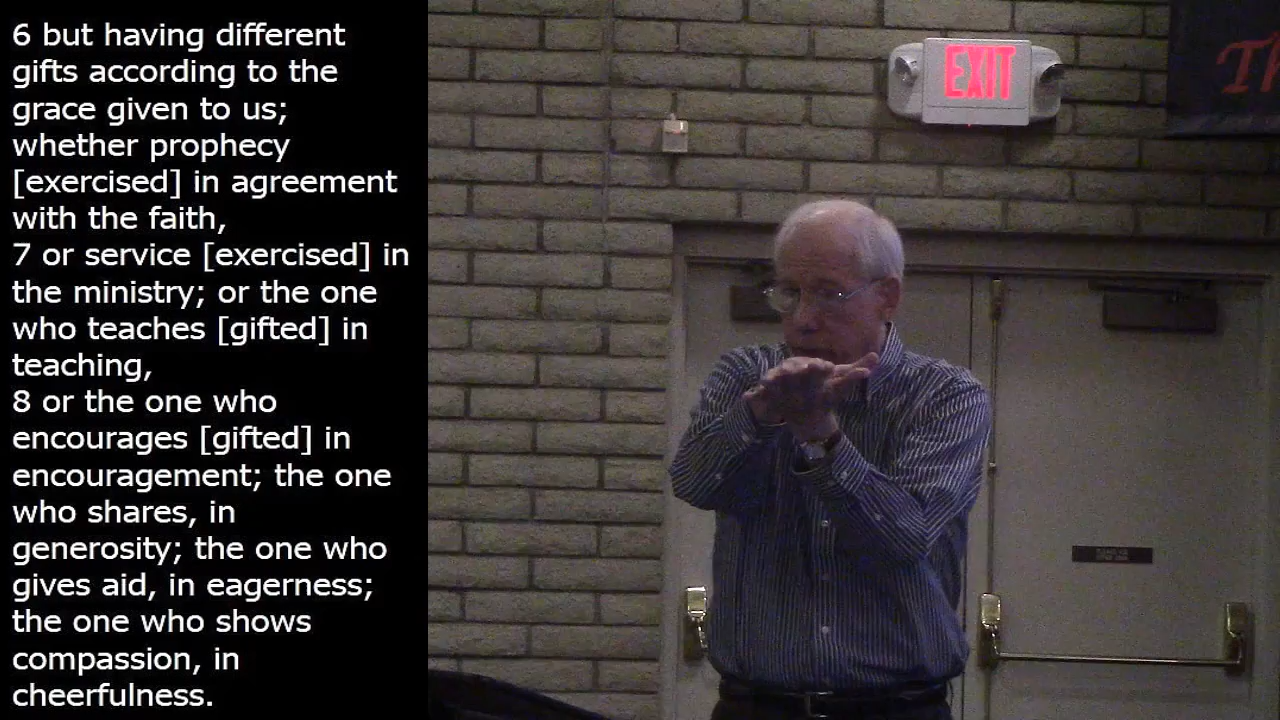 6 but having different
gifts according to the
grace given to us;
whether prophecy
[exercised] in agreement
with the faith,
7 or service [exercised] in
the ministry; or the one
who teaches [gifted] in
teaching,
8 or the one who
encourages [gifted] in
encouragement; the one
who shares, in
generosity; the one who
gives aid, in eagerness;
the one who shows
compassion, in
cheerfulness.
EXIT